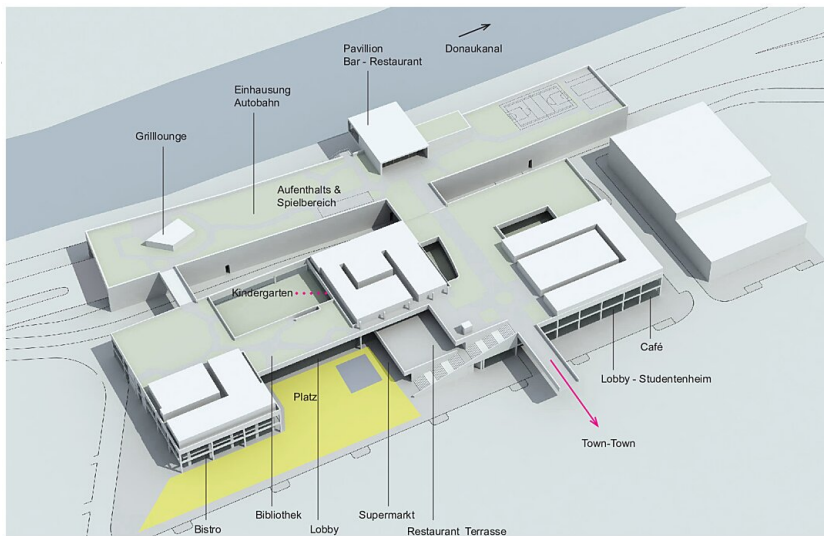 Donaukanal
Pavillion
Bar - Restaurant
Einhausung
Autobahn
Grilllounge
Aufenthalts &
Spielbereich
Kindergarten
Café
Lobby - Studentenheim
Platz
Town-Town
Bibliothek
Supermarkt
Bistro
Lobby
Restaurant Terrasse